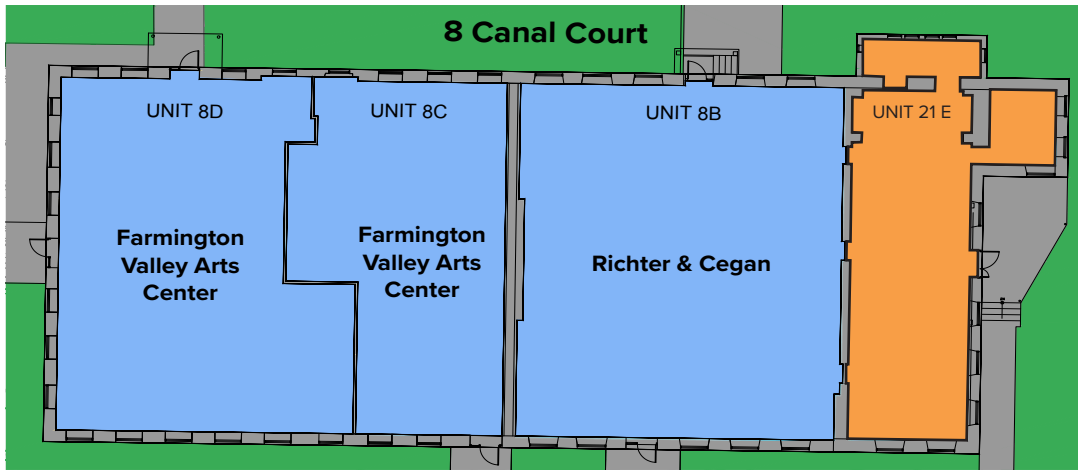 8 Canal Court
UNIT 8D
UNIT 8C
UNIT 8B
UNIT 21 E
Farmington
Valley Arts
Center
Farmington
Valley Arts
Center
Richter & Cegan